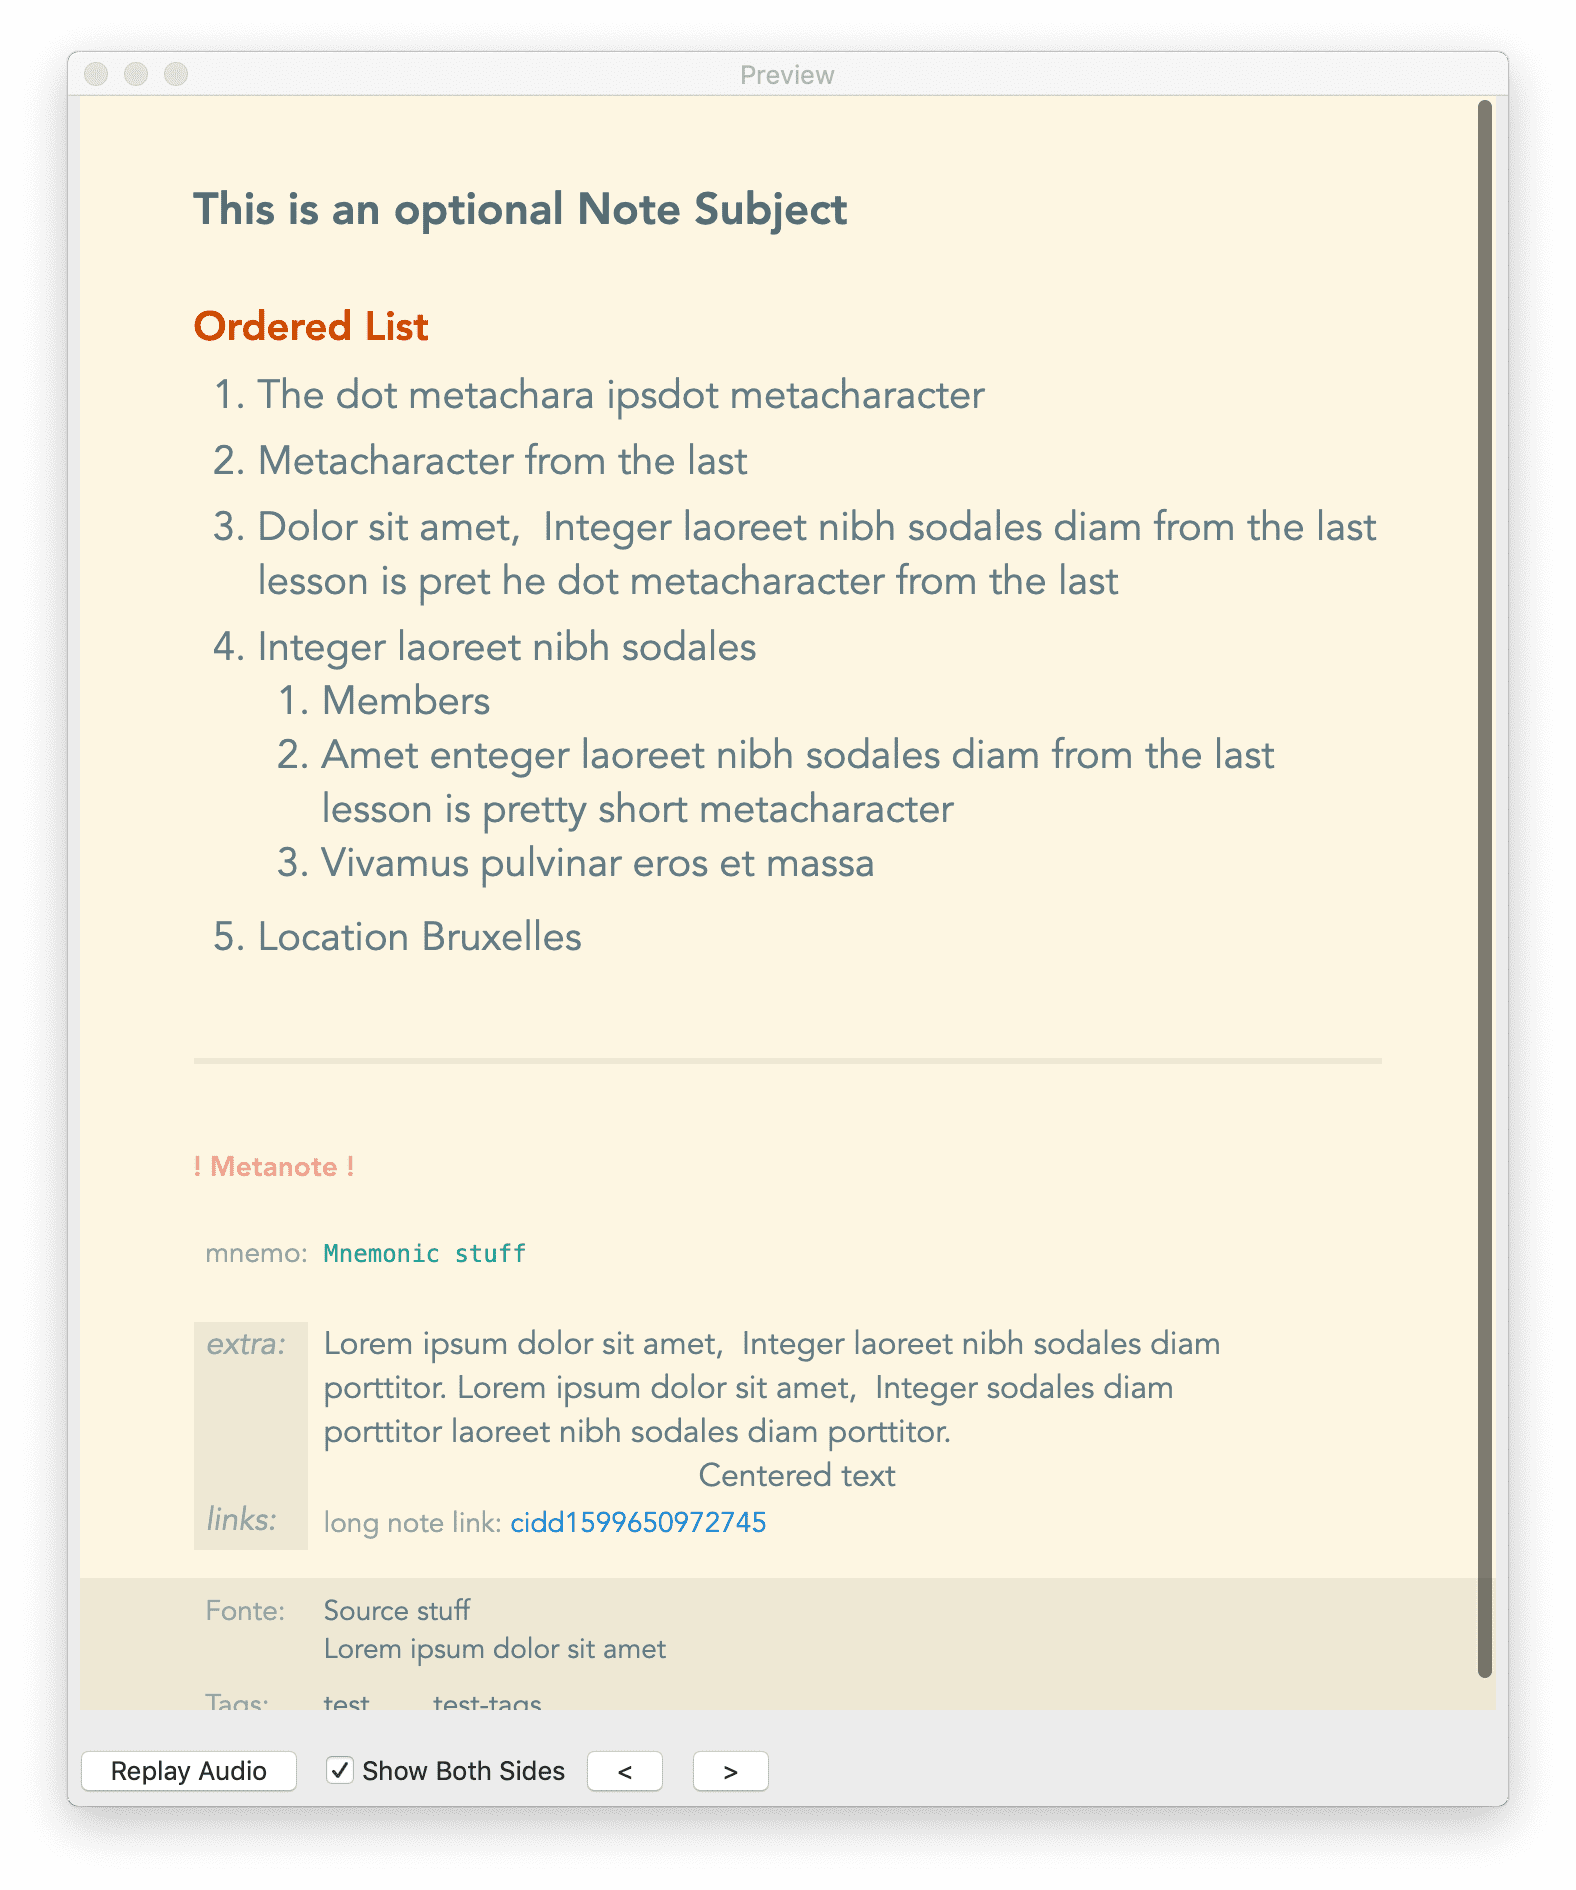 Preview
This is an optional Note Subject
Ordered List
1. The dot metachara ipsdot metacharacter
2. Metacharacter from the last
3. Dolor sit amet,  Integer laoreet nibh sodales diam from the last
lesson is pret he dot metacharacter from the last
4. Integer laoreet nibh sodales
1. Members
2. Amet enteger laoreet nibh sodales diam from the last
lesson is pretty short metacharacter
3. Vivamus pulvinar eros et massa
5. Location Bruxelles
! Metanote !
mnemo: Mnemonic stuff
extra: Lorem ipsum dolor sit amet,  Integer laoreet nibh sodales diam
porttitor. Lorem ipsum dolor sit amet,  Integer sodales diam
porttitor laoreet nibh sodales diam porttitor.
Centered text
links: long note link: cidd1599650972745
Fonte: Source stuff
Lorem ipsum dolor sit amet
Tags: test test-tags
Replay Audio Show Both Sides < >